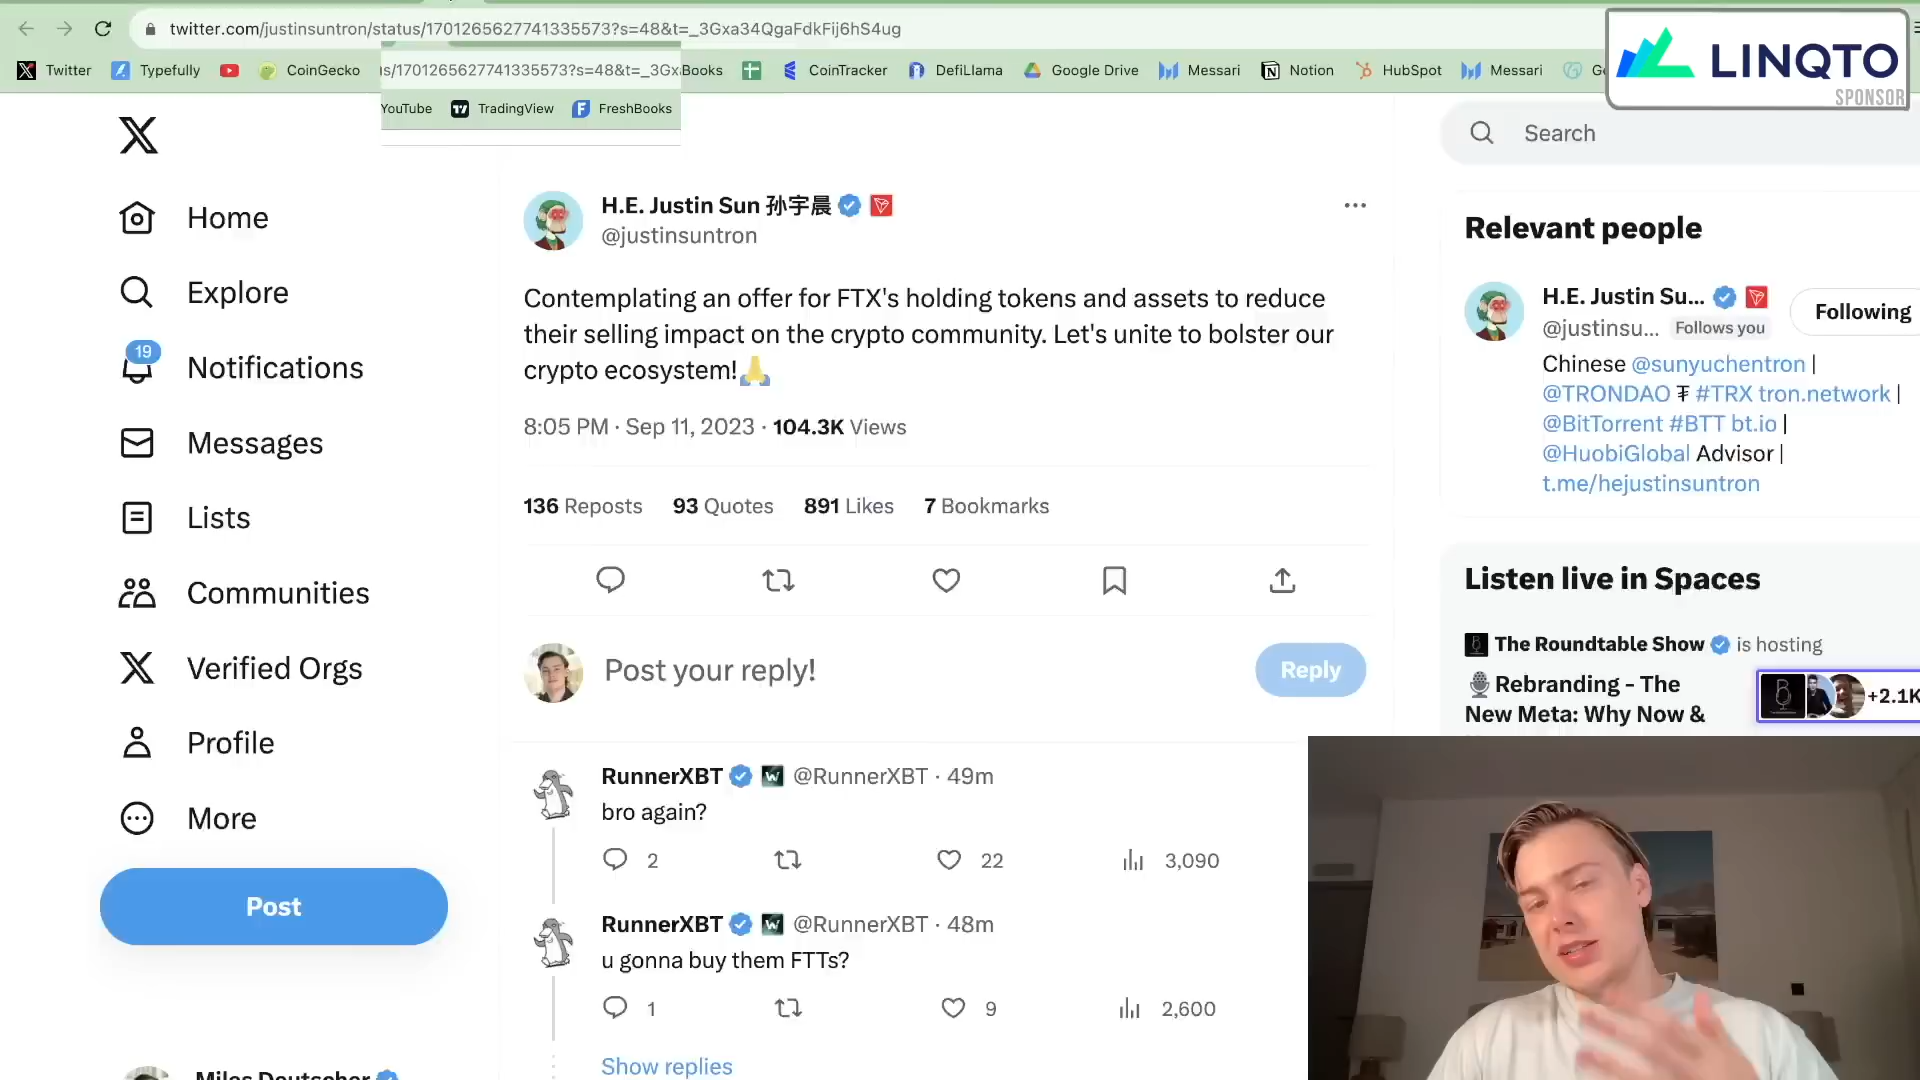 twitter.com/justinsuntron/status/1701265627741335573?s=48&t=_3Gxa34QgaFdkFij6hS4ug
Twitter
Typefully
CoinGecko
/1701265627741335573?s=48&t=_3Gx
Books
CoinTracker
DefiLlama
Google Drive
Messari
Notion
HubSpot
Messari
YouTube
TradingView
FreshBooks
LINQTO
SPONSOR
Search
Home
Explore
19
Notifications
Messages
Lists
Communities
Verified Orgs
Profile
More
Post
Miles Deutscher
H.E. Justin Sun 孙宇晨
@justinsuntron
Contemplating an offer for FTX's holding tokens and assets to reduce
their selling impact on the crypto community. Let's unite to bolster our
crypto ecosystem!🙏
8:05 PM · Sep 11, 2023 · 104.3K Views
136 Reposts 93 Quotes 891 Likes 7 Bookmarks
Post your reply!
Reply
RunnerXBT @RunnerXBT · 49m
bro again?
2 22 3,090
RunnerXBT @RunnerXBT · 48m
u gonna buy them FTTs?
1 9 2,600
Show replies
Relevant people
H.E. Justin Su...
@justinsu... Follows you
Following
Chinese @sunyuchentron |
@TRONDAO ₮ #TRX tron.network |
@BitTorrent #BTT bt.io |
@HuobiGlobal Advisor |
t.me/hejustinsuntron
Listen live in Spaces
The Roundtable Show is hosting
🎙Rebranding - The
New Meta: Why Now &
+2.1K